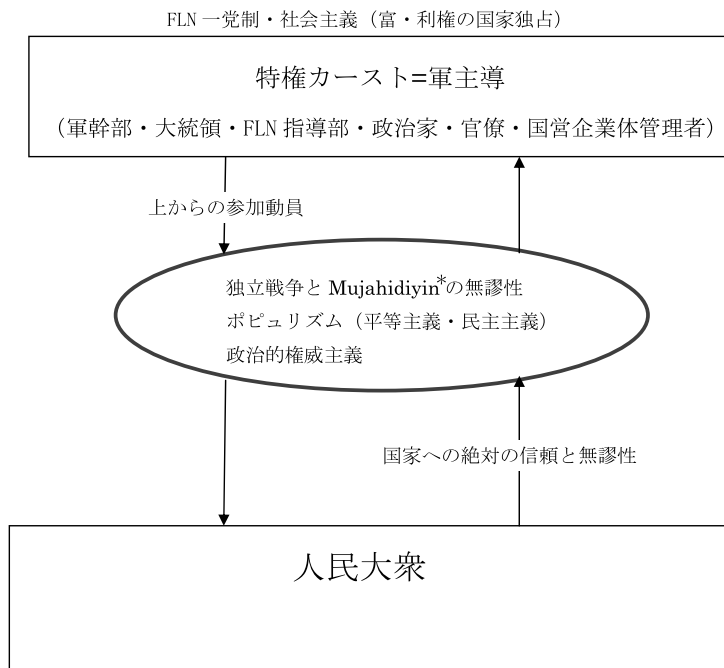 FLN 一党制・社会主義（富・利権の国家独占）
特権カースト=軍主導
（軍幹部・大統領・FLN 指導部・政治家・官僚・国営企業体管理者）
上からの参加動員
独立戦争と Mujahidiyin*の無謬性
ポピュリズム（平等主義・民主主義）
政治的権威主義
国家への絶対の信頼と無謬性
人民大衆